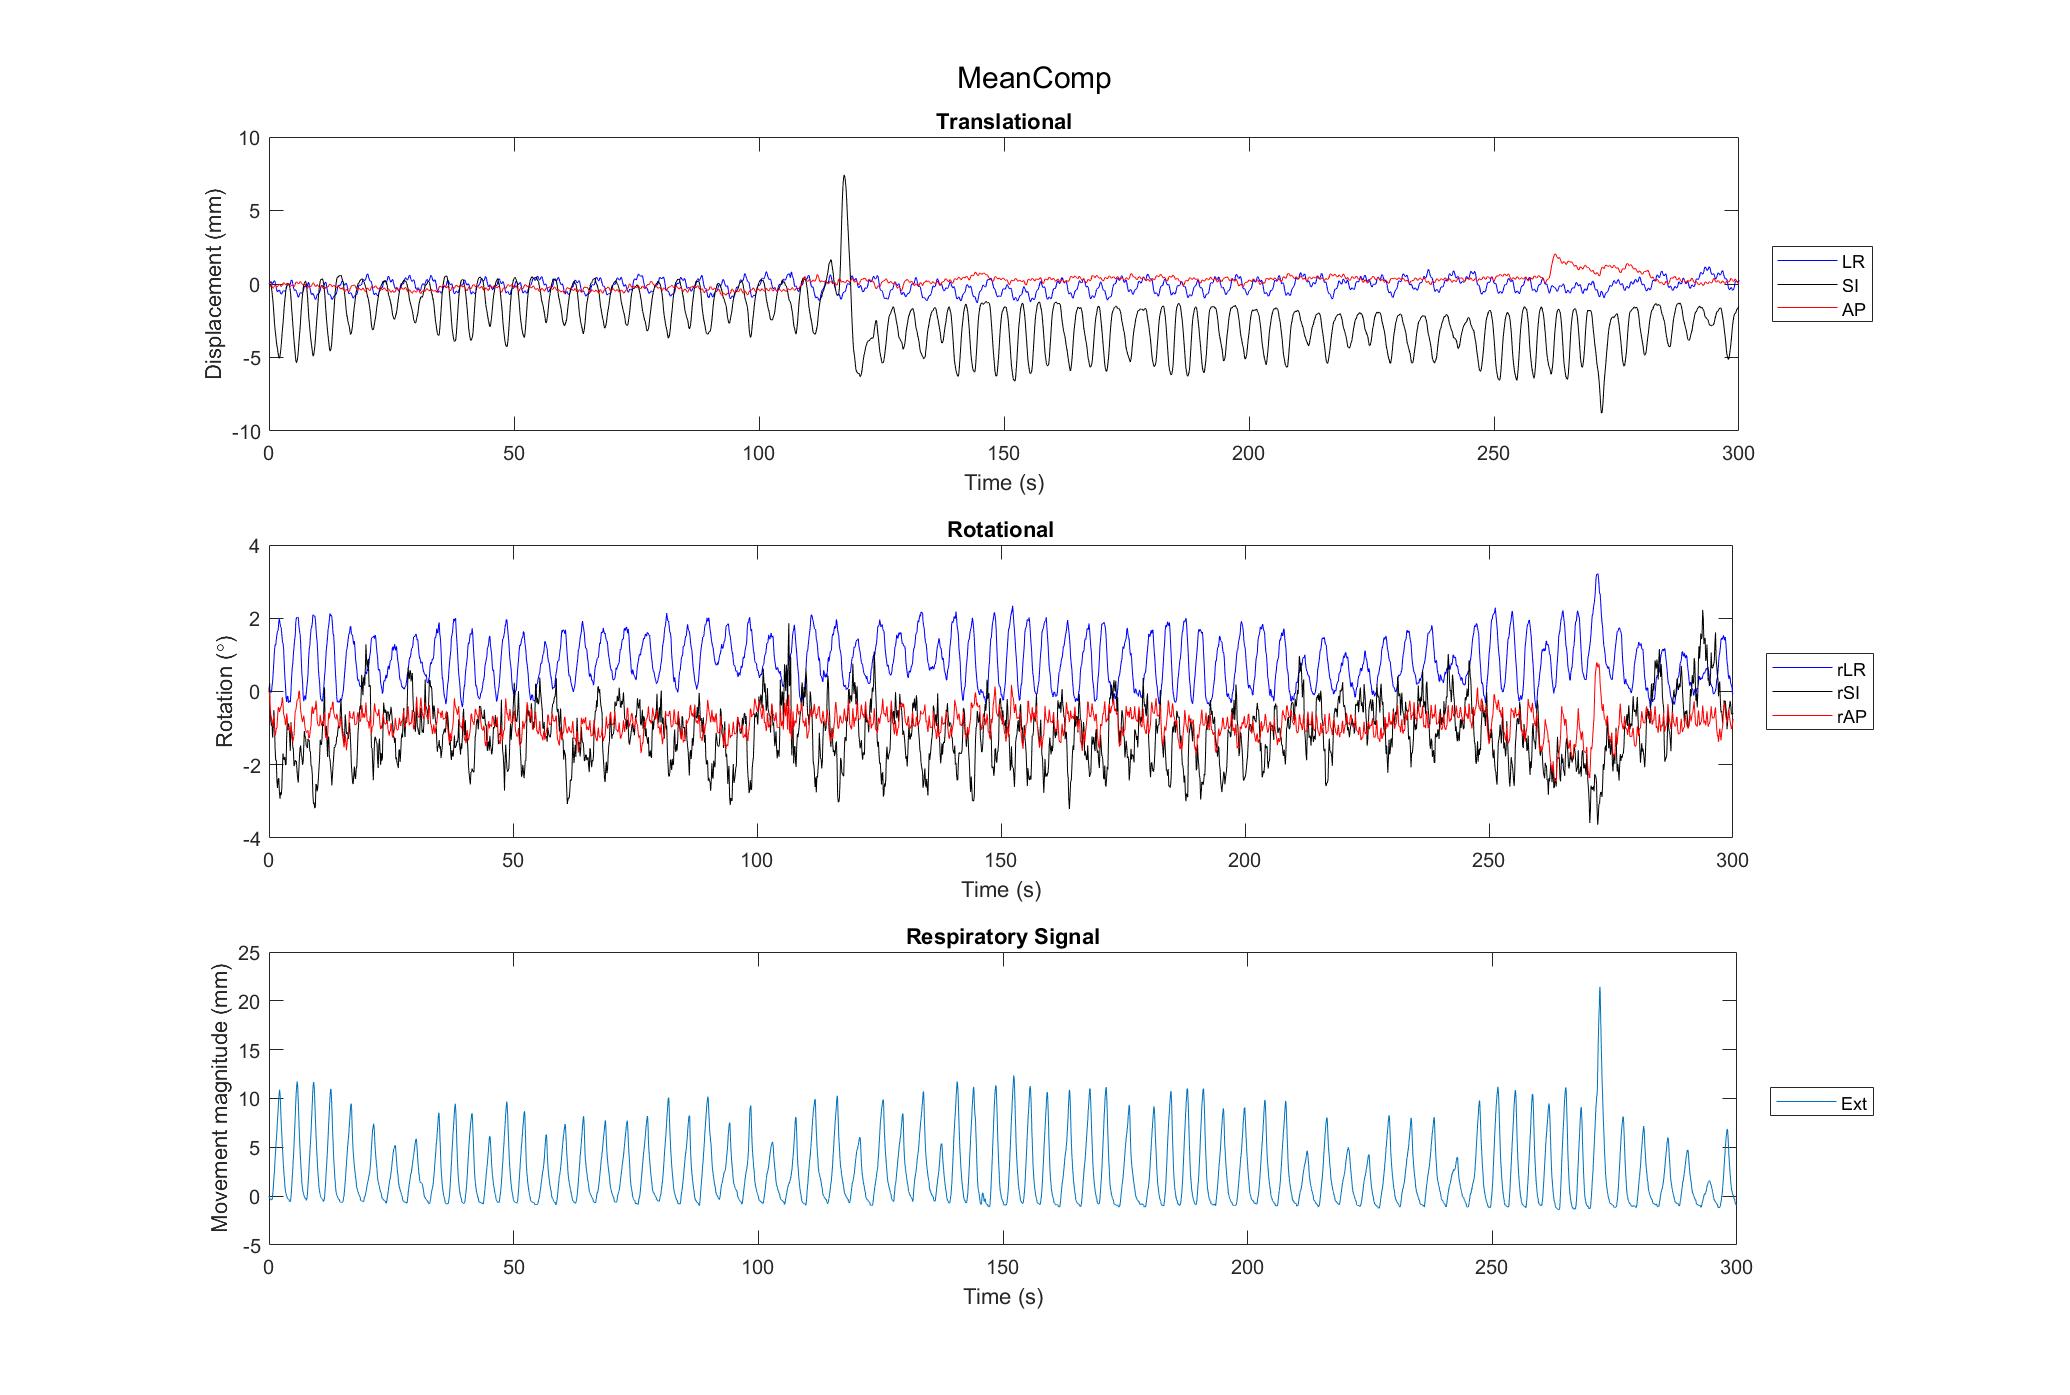 MeanComp
Translational
10
5
0
-5
-10
Displacement (mm)
0 50 100 150 200 250 300
Time (s)
LR
SI
AP
Rotational
4
2
0
-2
-4
Rotation (°)
0 50 100 150 200 250 300
Time (s)
rLR
rSI
rAP
Respiratory Signal
25
20
15
10
5
0
-5
Movement magnitude (mm)
0 50 100 150 200 250 300
Time (s)
Ext